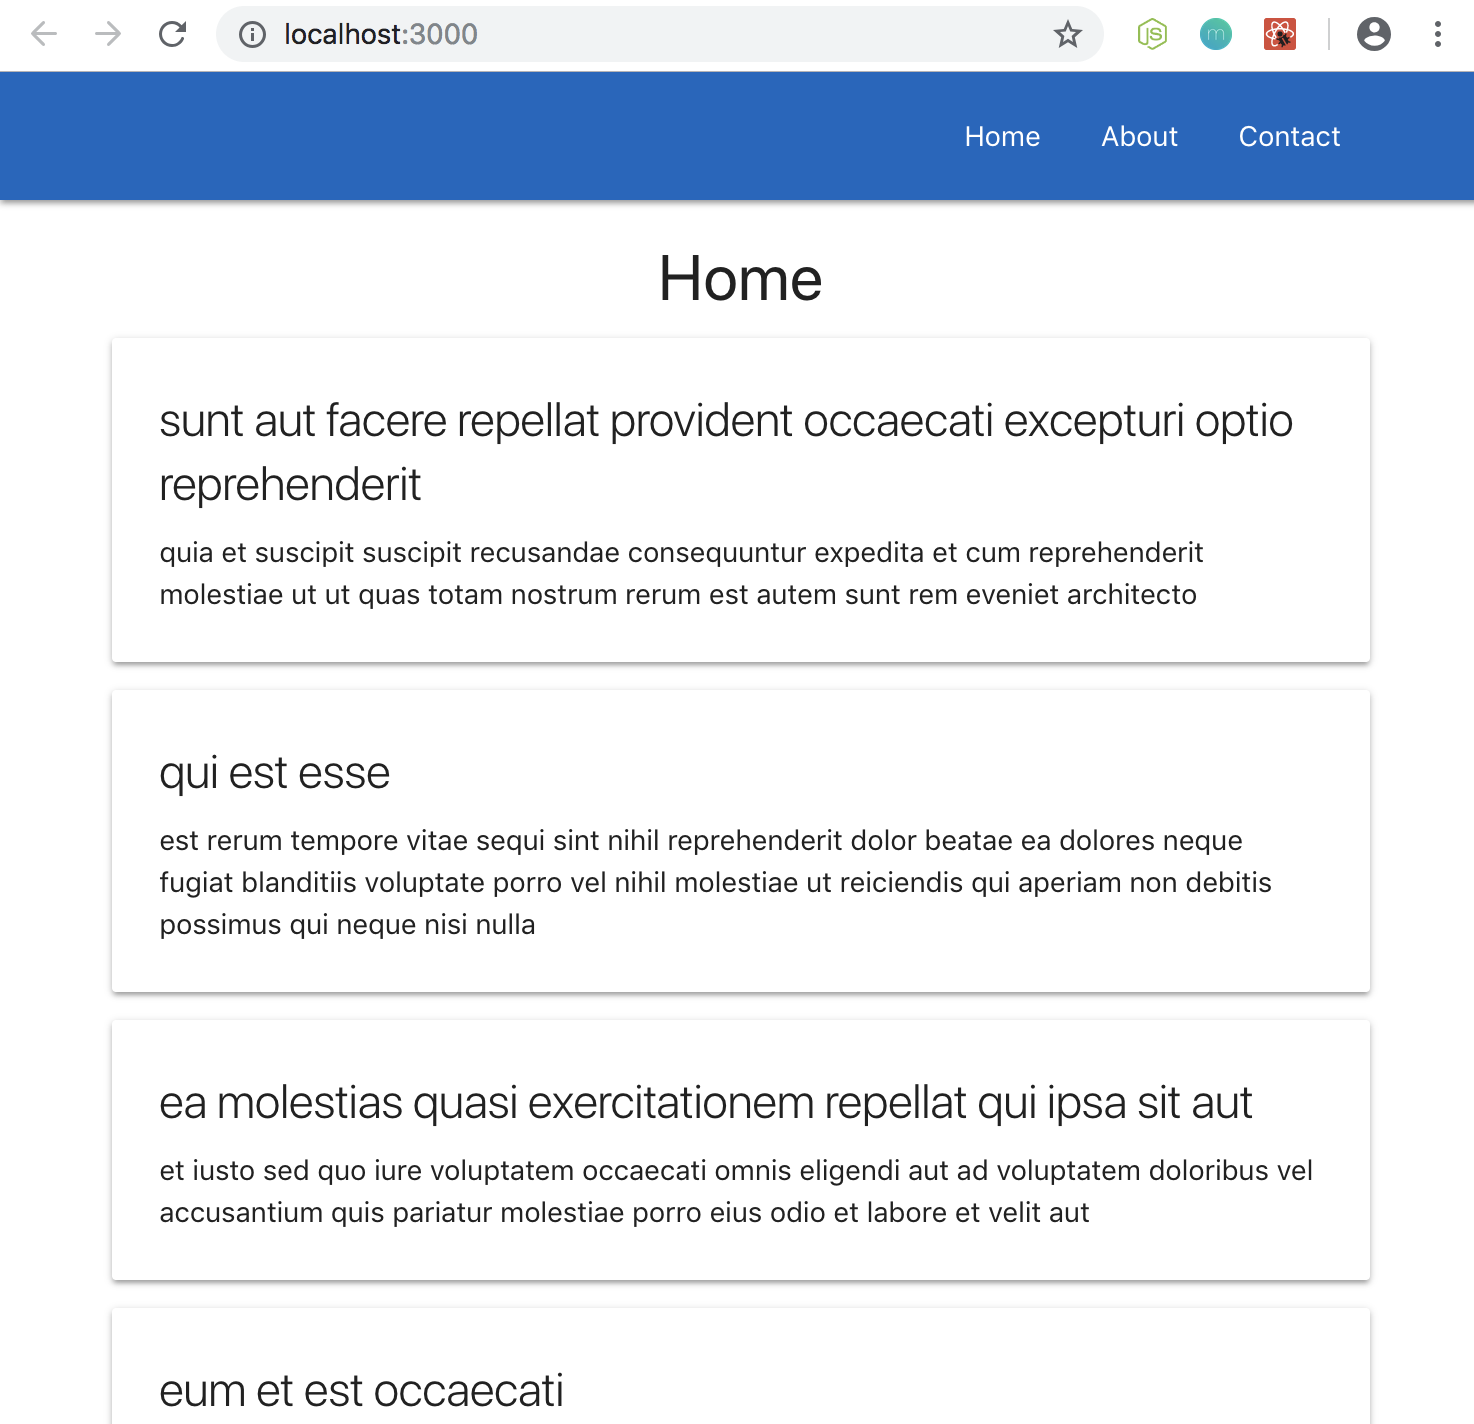 localhost:3000
JS
m
Home About Contact
Home
sunt aut facere repellat provident occaecati excepturi optio
reprehenderit
quia et suscipit suscipit recusandae consequuntur expedita et cum reprehenderit
molestiae ut ut quas totam nostrum rerum est autem sunt rem eveniet architecto
qui est esse
est rerum tempore vitae sequi sint nihil reprehenderit dolor beatae ea dolores neque
fugiat blanditiis voluptate porro vel nihil molestiae ut reiciendis qui aperiam non debitis
possimus qui neque nisi nulla
ea molestias quasi exercitationem repellat qui ipsa sit aut
et iusto sed quo iure voluptatem occaecati omnis eligendi aut ad voluptatem doloribus vel
accusantium quis pariatur molestiae porro eius odio et labore et velit aut
eum et est occaecati